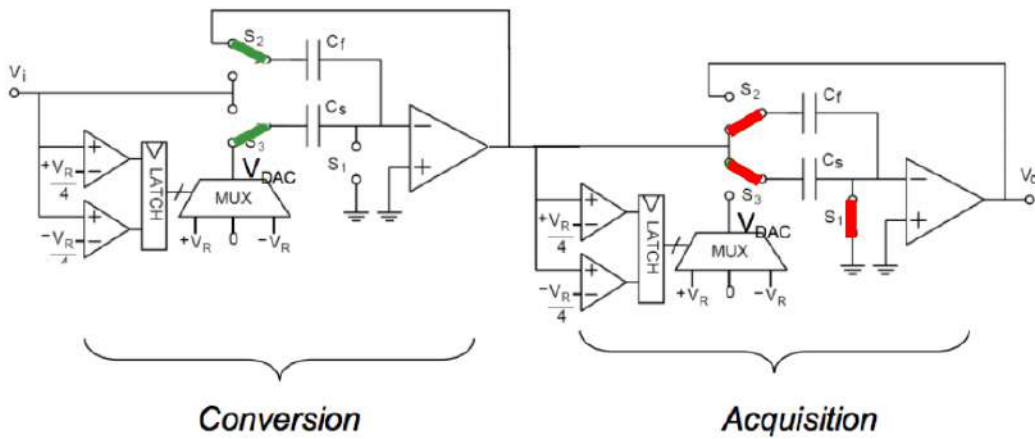 S2
Cf
Vi
Cs
S3
S1
VDAC
+VR
4
LATCH
MUX
−VR
+VR
0
−VR
S2
Cf
Cs
S3
S1
VDAC
+VR
4
LATCH
MUX
−VR
4
+VR
0
−VR
Conversion
Acquisition